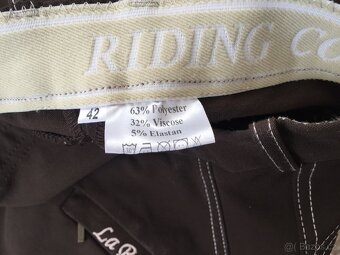 RIDING Co
42
63% Polyester
32% Viscose
5% Elastan
La